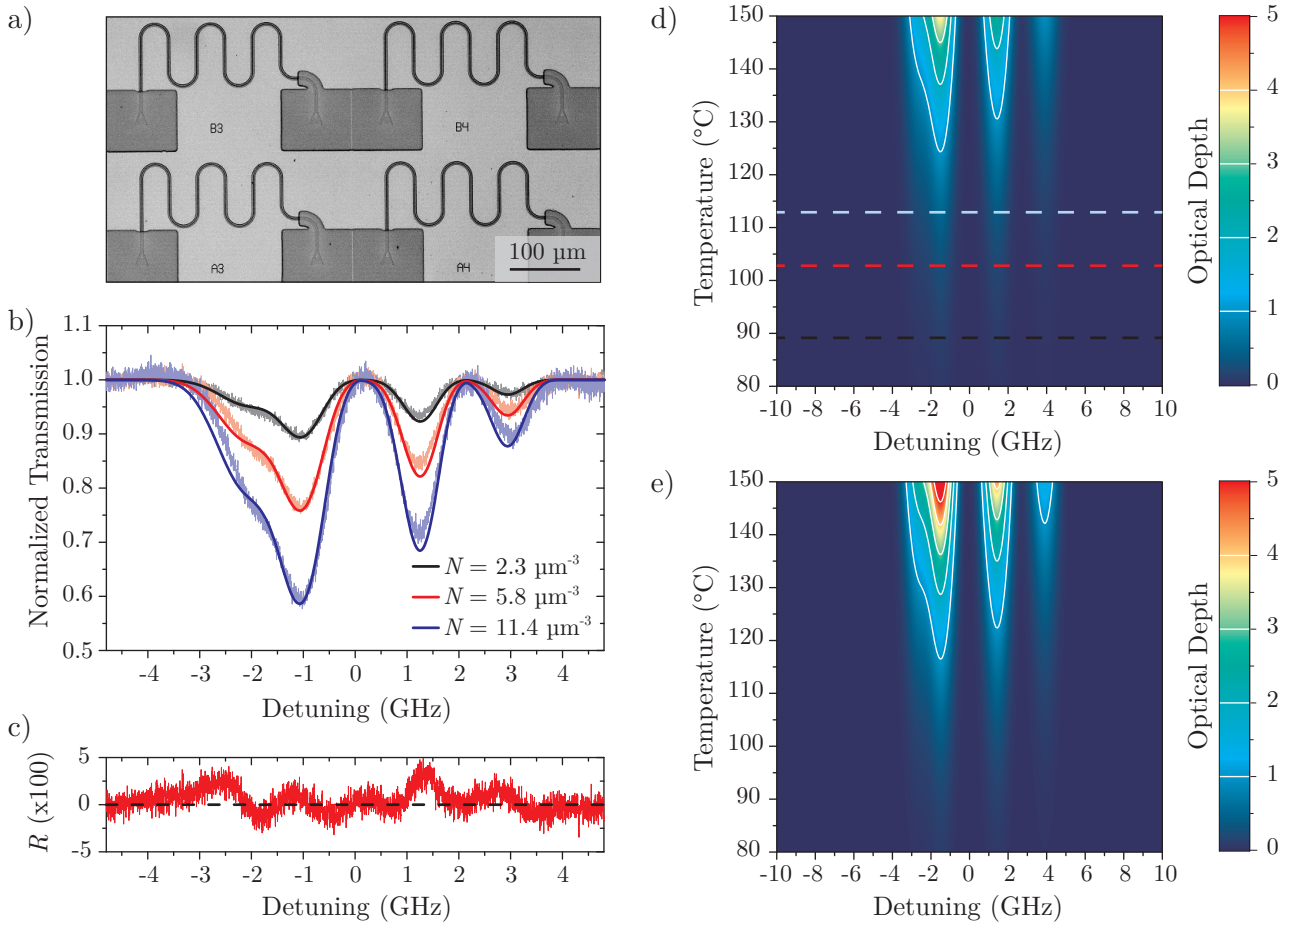 a)
B3
B4
A3
A4
100 µm
b)
Normalized Transmission
1.1
1.0
0.9
0.8
0.7
0.6
0.5
N = 2.3 µm-3
N = 5.8 µm-3
N = 11.4 µm-3
-4 -3 -2 -1 0 1 2 3 4
Detuning (GHz)
c)
R (x100)
5
0
-5
-4 -3 -2 -1 0 1 2 3 4
Detuning (GHz)
d)
Temperature (°C)
150
140
130
120
110
100
90
80
-10 -8 -6 -4 -2 0 2 4 6 8 10
Detuning (GHz)
Optical Depth
5
4
3
2
1
0
e)
Temperature (°C)
150
140
130
120
110
100
90
80
-10 -8 -6 -4 -2 0 2 4 6 8 10
Detuning (GHz)
Optical Depth
5
4
3
2
1
0